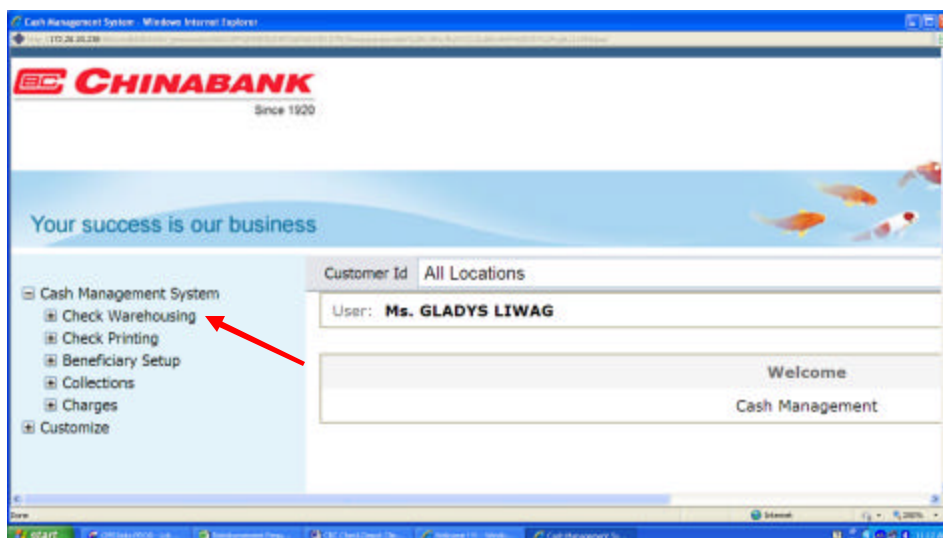 Cash Management System - Windows Internet Explorer
CBC CHINABANK
Since 1920
Your success is our business
Customer Id All Locations
Cash Management System
Check Warehousing
Check Printing
Beneficiary Setup
Collections
Charges
Customize
User: Ms. GLADYS LIWAG
Welcome
Cash Management
Done
Internet
200%
start